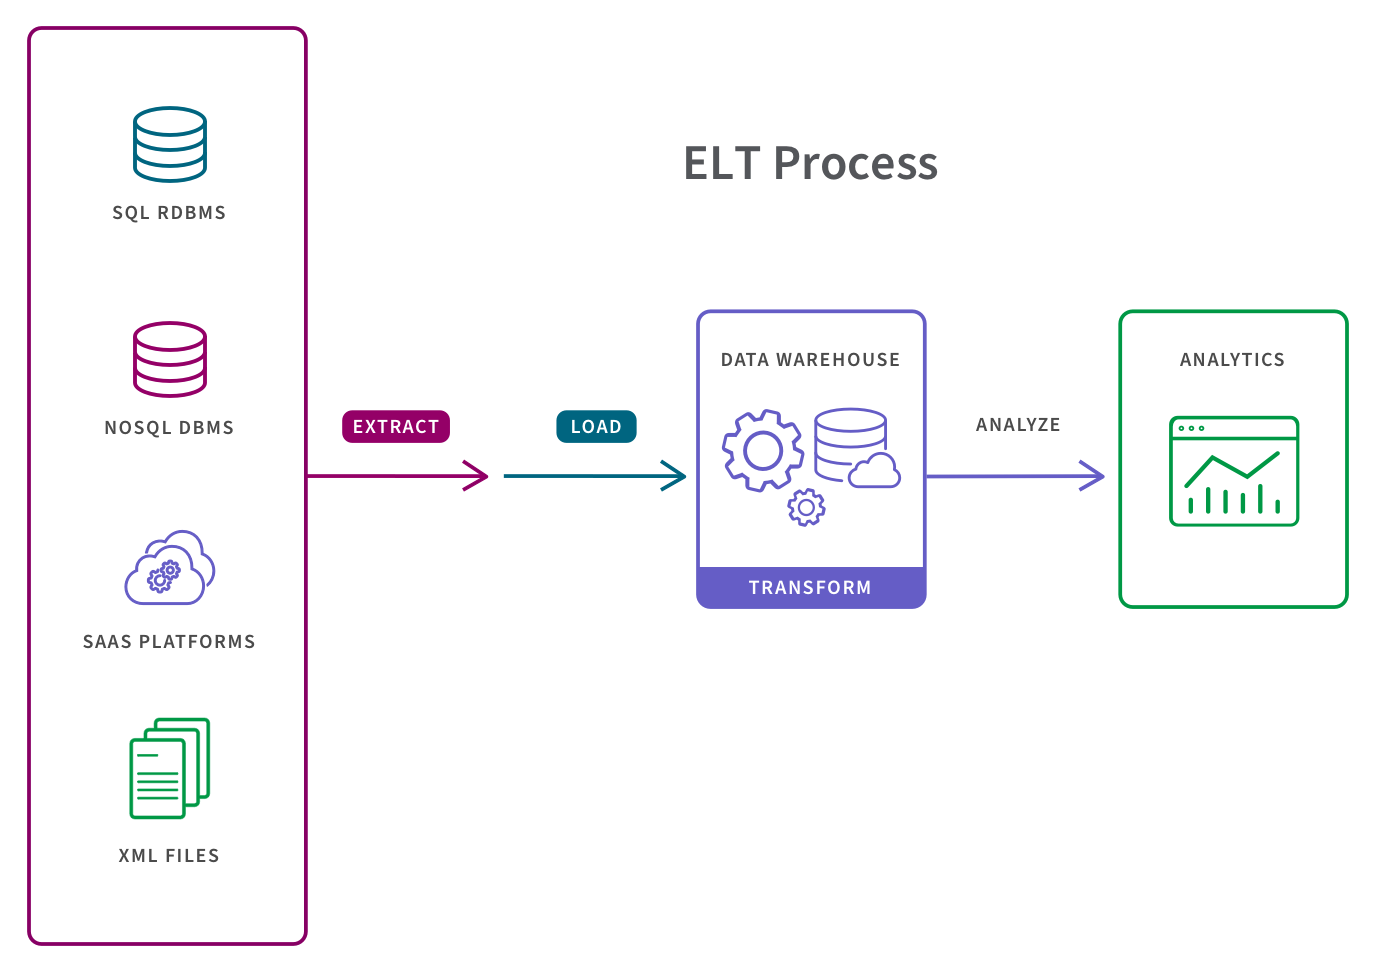 ELT Process
SQL RDBMS
NOSQL DBMS
SAAS PLATFORMS
XML FILES
EXTRACT
LOAD
DATA WAREHOUSE
TRANSFORM
ANALYZE
ANALYTICS